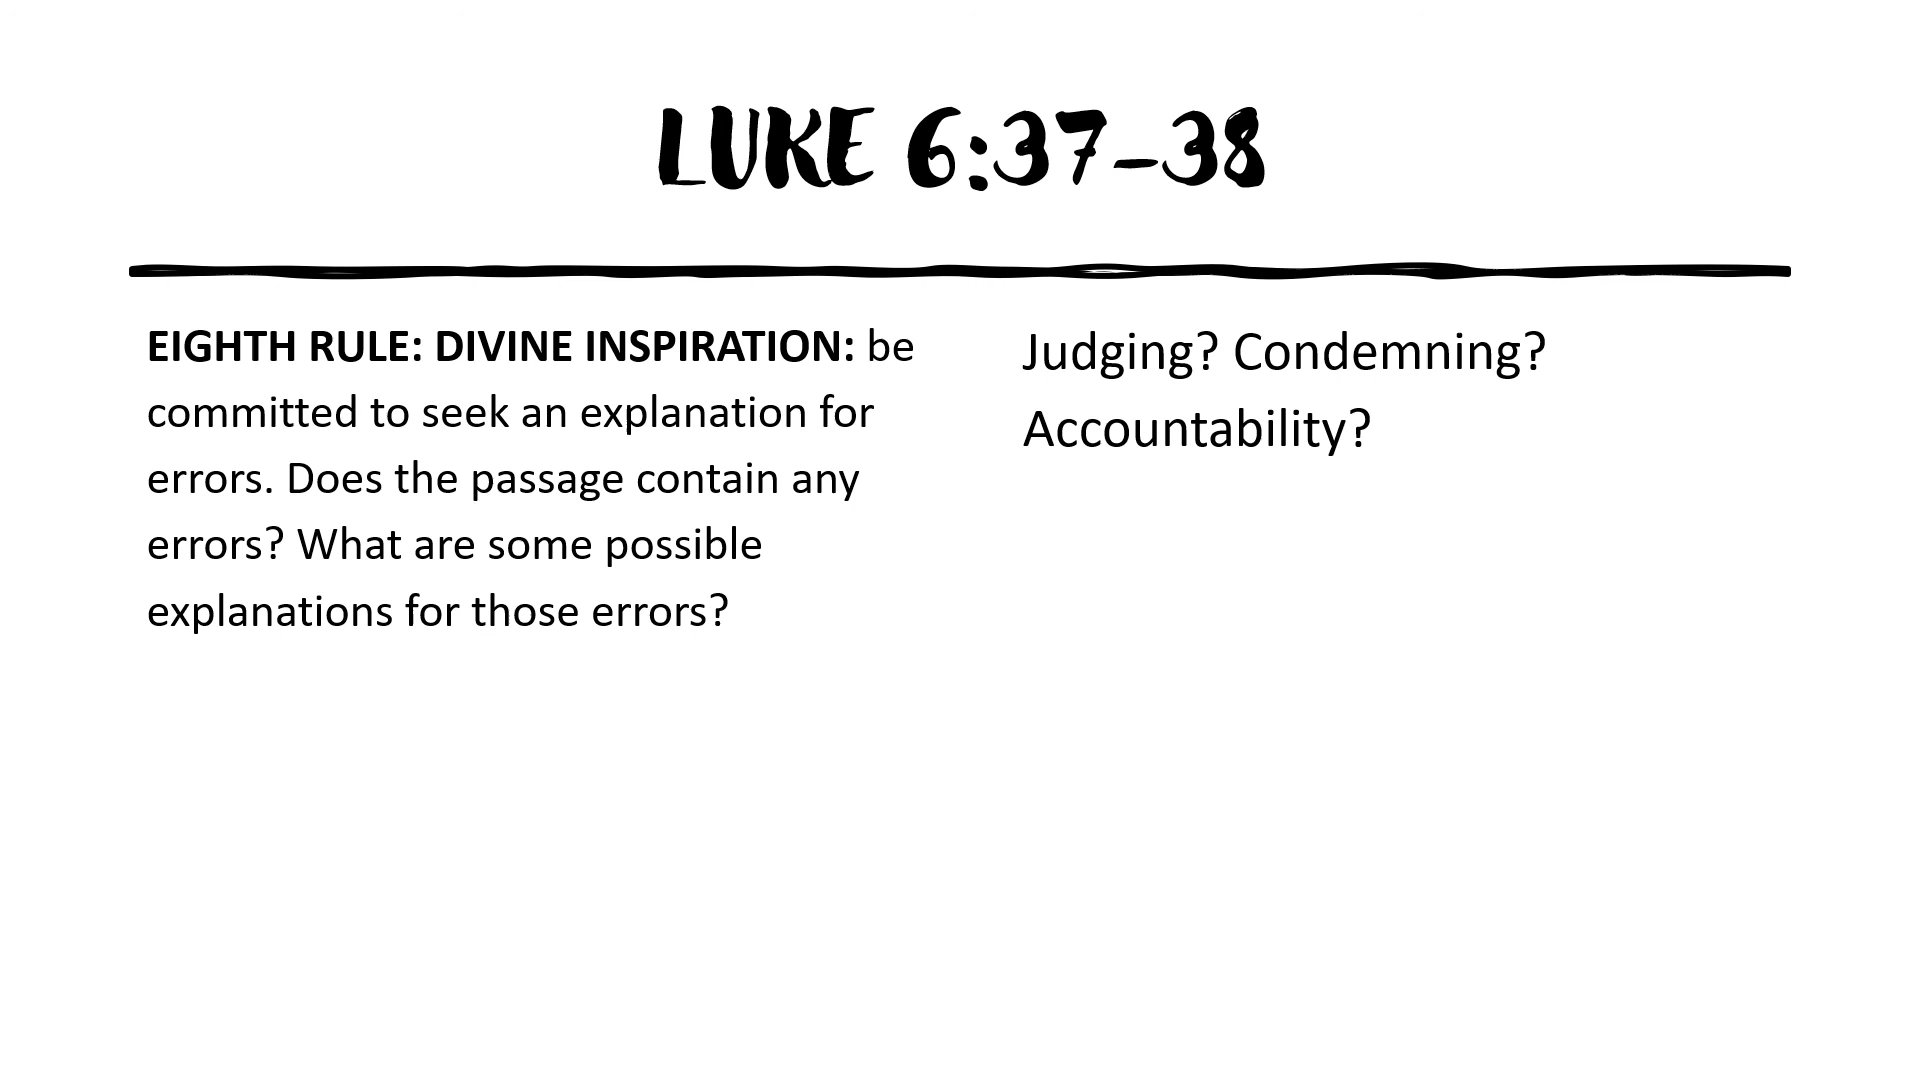 LUKE 6:37-38
EIGHTH RULE: DIVINE INSPIRATION: be
committed to seek an explanation for
errors. Does the passage contain any
errors? What are some possible
explanations for those errors?
Judging? Condemning?
Accountability?